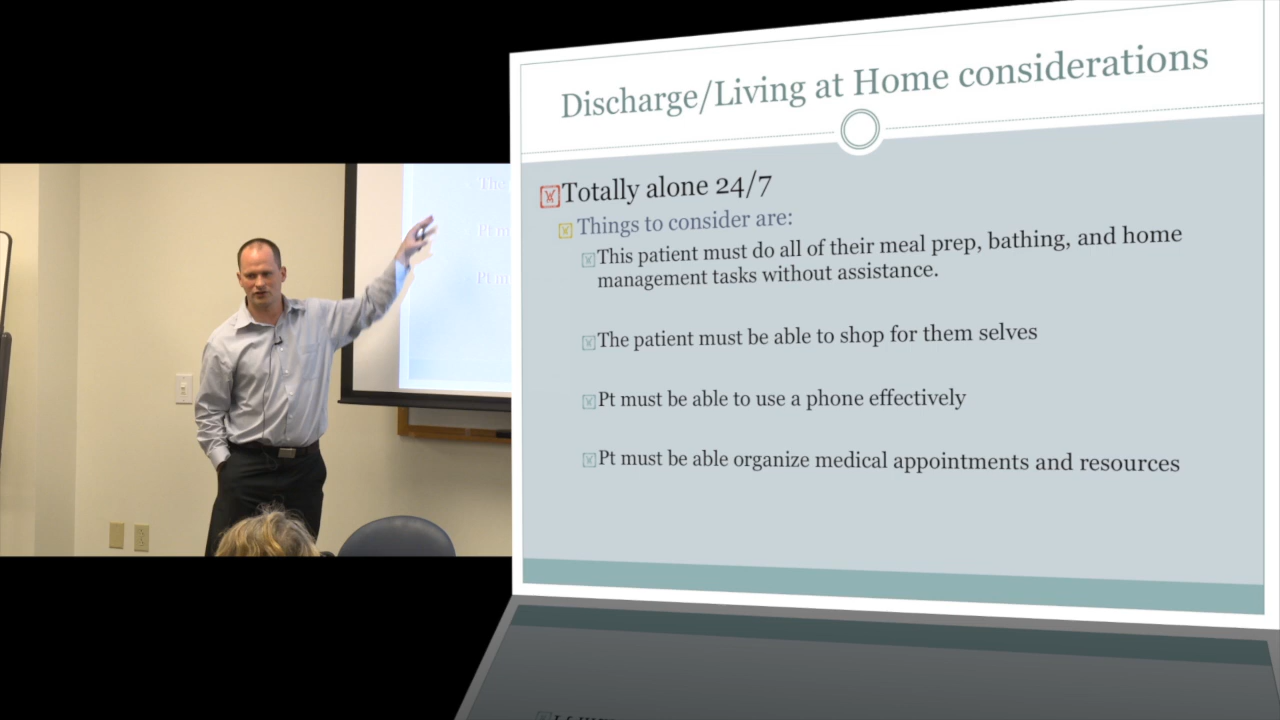 Discharge/Living at Home considerations
Totally alone 24/7
Things to consider are:
This patient must do all of their meal prep, bathing, and home
management tasks without assistance.
The patient must be able to shop for them selves
Pt must be able to use a phone effectively
Pt must be able organize medical appointments and resources
The
Pt m